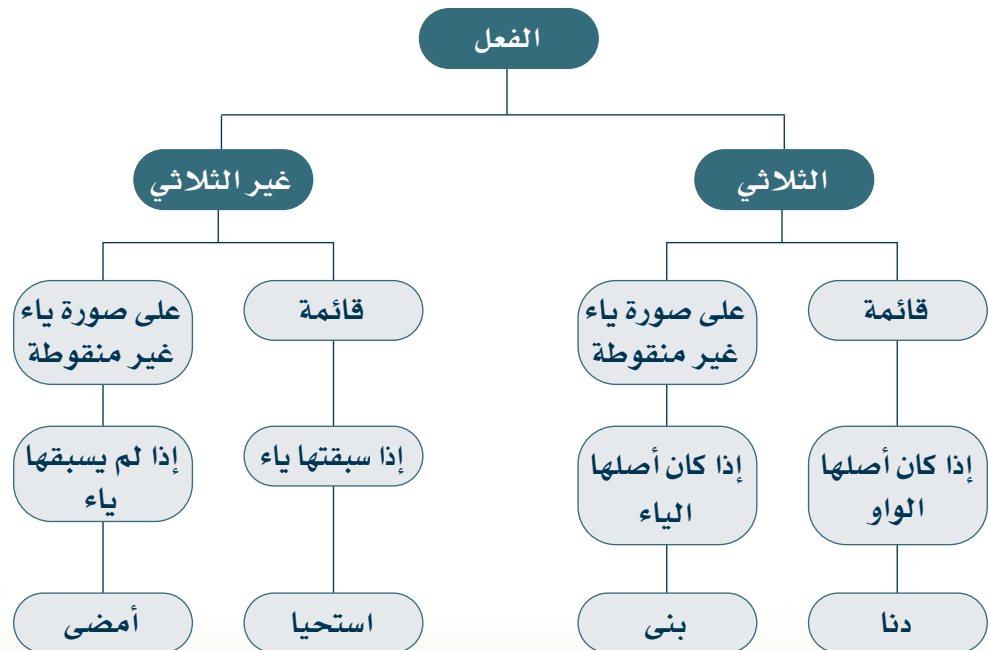 الفعل
الثلاثي
غير الثلاثي
قائمة
على صورة ياء
غير منقوطة
قائمة
على صورة ياء
غير منقوطة
إذا كان أصلها
الواو
إذا كان أصلها
الياء
إذا سبقتها ياء
إذا لم يسبقها
ياء
دنا
بنى
استحيا
أمضى